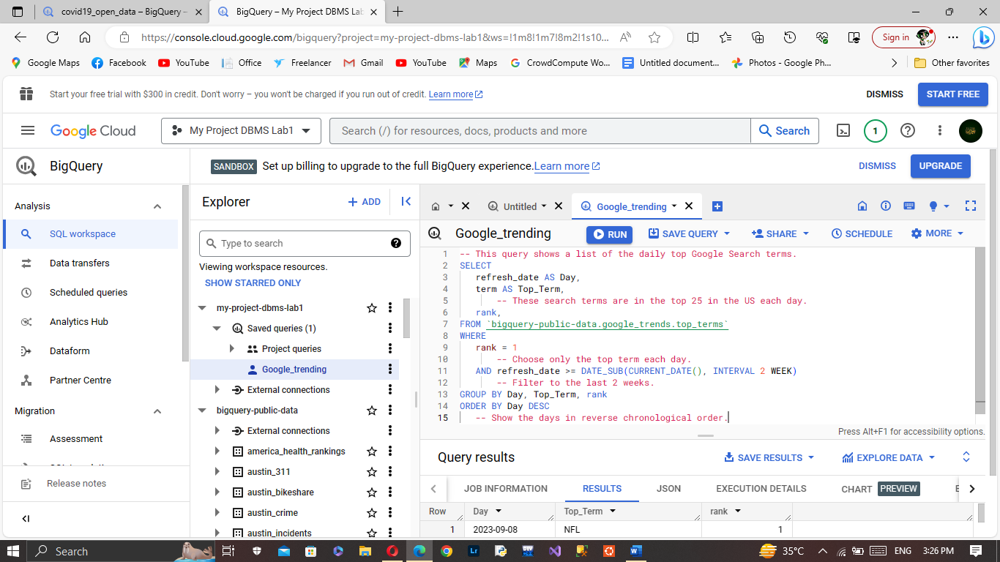 covid19_open_data – BigQuery –
BigQuery – My Project DBMS Lab
https://console.cloud.google.com/bigquery?project=my-project-dbms-lab1&ws=!1m8!1m7!8m2!1s10...
Sign in
Google Maps
Facebook
YouTube
Office
Freelancer
Gmail
YouTube
Maps
CrowdCompute Wo...
Untitled document...
Photos - Google Ph...
Other favorites
Start your free trial with $300 in credit. Don't worry – you won't be charged if you run out of credit. Learn more
DISMISS
START FREE
Google Cloud
My Project DBMS Lab1
Search (/) for resources, docs, products and more
Search
1
BigQuery
SANDBOX Set up billing to upgrade to the full BigQuery experience. Learn more
DISMISS
UPGRADE
Analysis
SQL workspace
Data transfers
Scheduled queries
Analytics Hub
Dataform
Partner Centre
Migration
Assessment
Release notes
Explorer
+ ADD
Type to search
Viewing workspace resources.
SHOW STARRED ONLY
my-project-dbms-lab1
Saved queries (1)
Project queries
Google_trending
External connections
bigquery-public-data
External connections
america_health_rankings
austin_311
austin_bikeshare
austin_crime
austin_incidents
Untitled
Google_trending
Google_trending
RUN
SAVE QUERY
SHARE
SCHEDULE
MORE
1 -- This query shows a list of the daily top Google Search terms.
2 SELECT
3 refresh_date AS Day,
4 term AS Top_Term,
5 -- These search terms are in the top 25 in the US each day.
6 rank,
7 FROM `bigquery-public-data.google_trends.top_terms`
8 WHERE
9 rank = 1
10 -- Choose only the top term each day.
11 AND refresh_date >= DATE_SUB(CURRENT_DATE(), INTERVAL 2 WEEK)
12 -- Filter to the last 2 weeks.
13 GROUP BY Day, Top_Term, rank
14 ORDER BY Day DESC
15 -- Show the days in reverse chronological order.
Press Alt+F1 for accessibility options.
Query results
SAVE RESULTS
EXPLORE DATA
JOB INFORMATION
RESULTS
JSON
EXECUTION DETAILS
CHART PREVIEW
Row Day Top_Term rank
1 2023-09-08 NFL 1
Search
35°C
ENG
3:26 PM